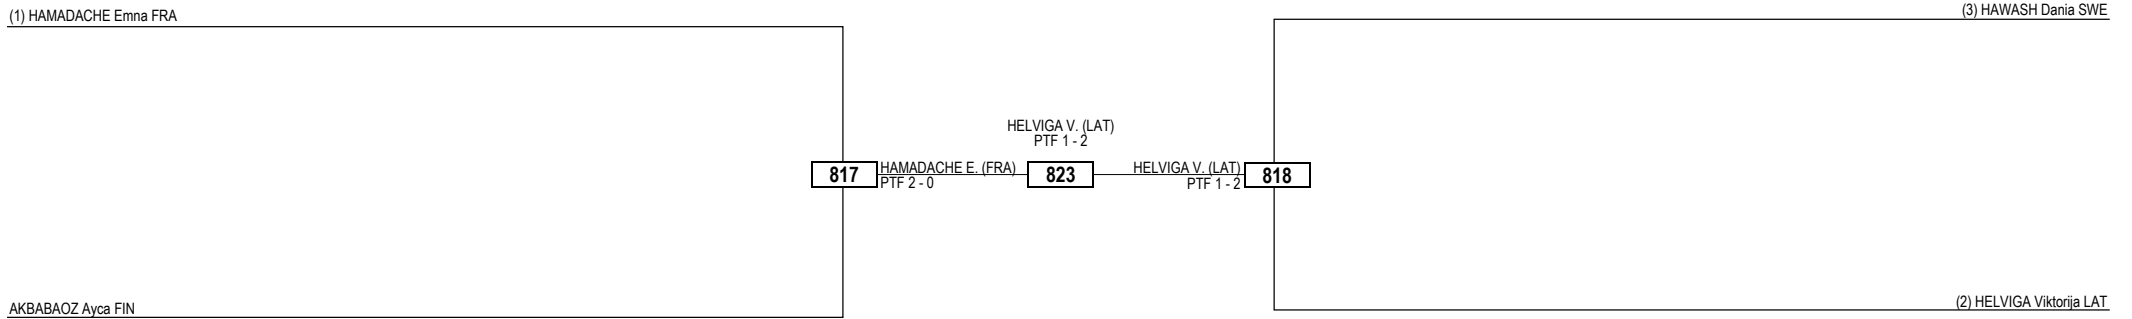 (1) HAMADACHE Emna FRA
(3) HAWASH Dania SWE
HELVIGA V. (LAT)
PTF 1 - 2
817
HAMADACHE E. (FRA)
PTF 2 - 0
823
HELVIGA V. (LAT)
PTF 1 - 2
818
AKBABAOZ Ayca FIN
(2) HELVIGA Viktorija LAT